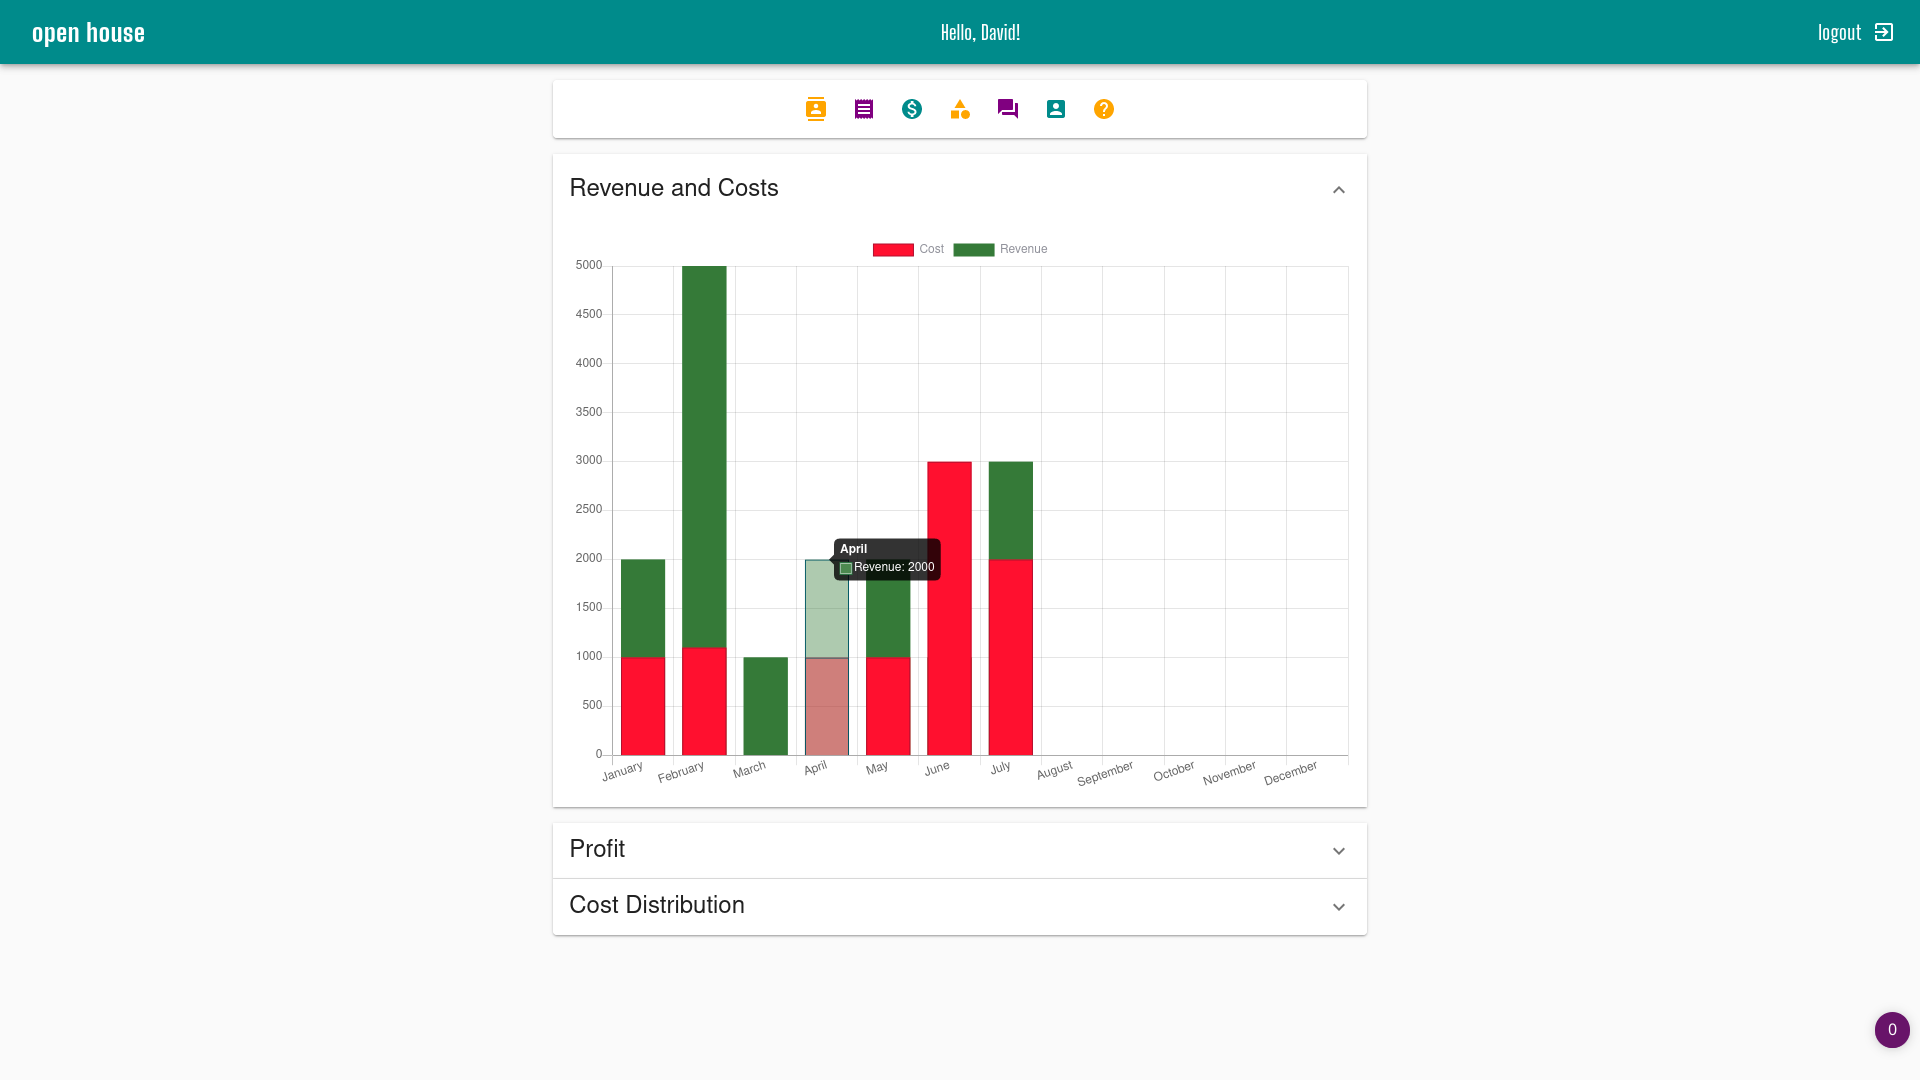 open house
Hello, David!
logout
Revenue and Costs
Cost
Revenue
5000
4500
4000
3500
3000
2500
2000
1500
1000
500
0
April
Revenue: 2000
January
February
March
April
May
June
July
August
September
October
November
December
Profit
Cost Distribution
0